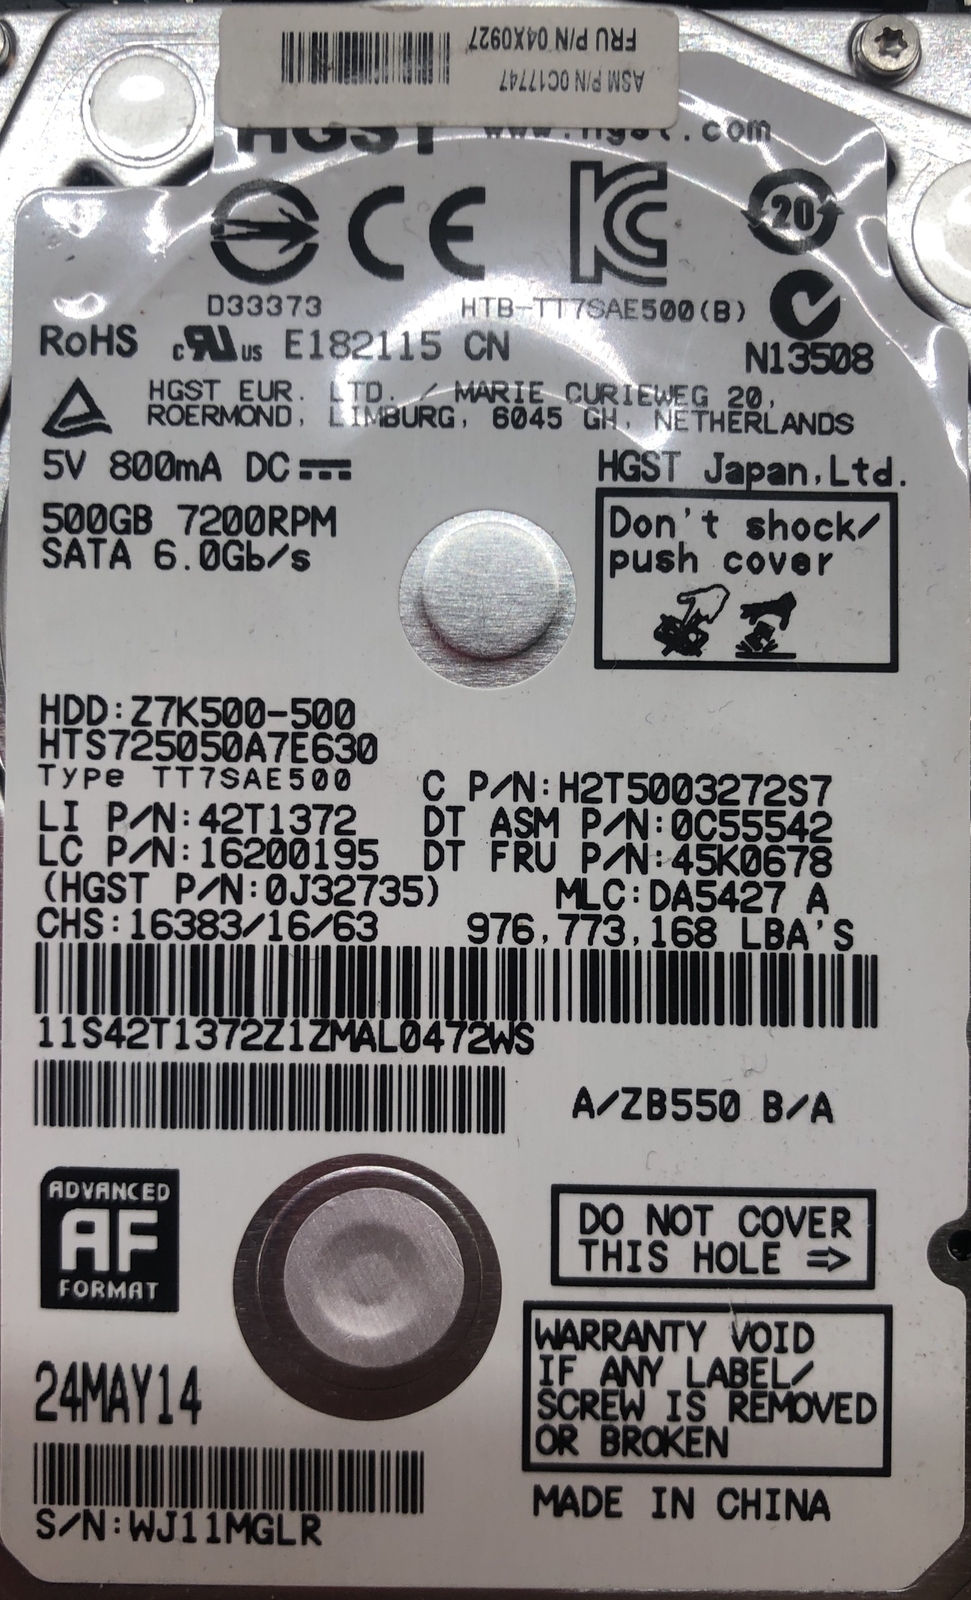 FRU P/N 04X0927
ASM P/N 0C17747
HGST www.hgst.com
CE
20
D33373
HTB-TT7SAE500(B)
RoHS cRUus E182115 CN
N13508
HGST EUR. LTD. / MARIE CURIEWEG 20,
ROERMOND, LIMBURG, 6045 GH, NETHERLANDS
5V 800mA DC
HGST Japan,Ltd.
500GB 7200RPM
SATA 6.0Gb/s
Don't shock/
push cover
HDD:Z7K500-500
HTS725050A7E630
Type TT7SAE500
C P/N:H2T5003272S7
LI P/N:42T1372 DT ASM P/N:0C55542
LC P/N:16200195 DT FRU P/N:45K0678
(HGST P/N:0J32735) MLC:DA5427 A
CHS:16383/16/63 976,773,168 LBA'S
11S42T1372Z1ZMAL0472WS
A/ZB550 B/A
ADVANCED
AF
FORMAT
DO NOT COVER
THIS HOLE ⇒
WARRANTY VOID
IF ANY LABEL/
SCREW IS REMOVED
OR BROKEN
24MAY14
S/N:WJ11MGLR
MADE IN CHINA